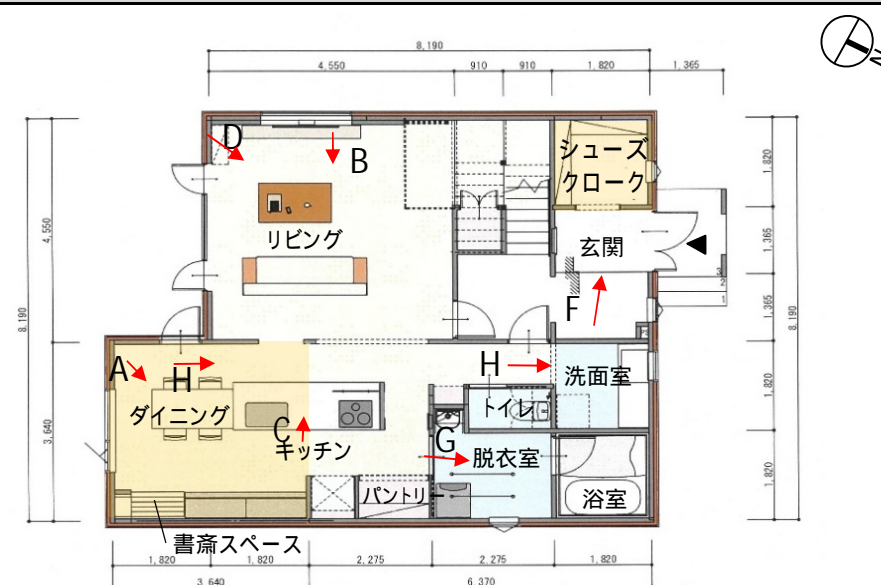 8,190
4,550
910
910
1,820
1,365
D
B
シューズ
クローク
リビング
玄関
F
A
H
H
洗面室
ダイニング
トイレ
C
キッチン
G
脱衣室
パントリー
浴室
書斎スペース
4,550
3,640
8,190
1,820
1,365
1,365
1,820
1,820
8,190
1,820
1,820
2,275
2,275
1,820
3,640
6,370